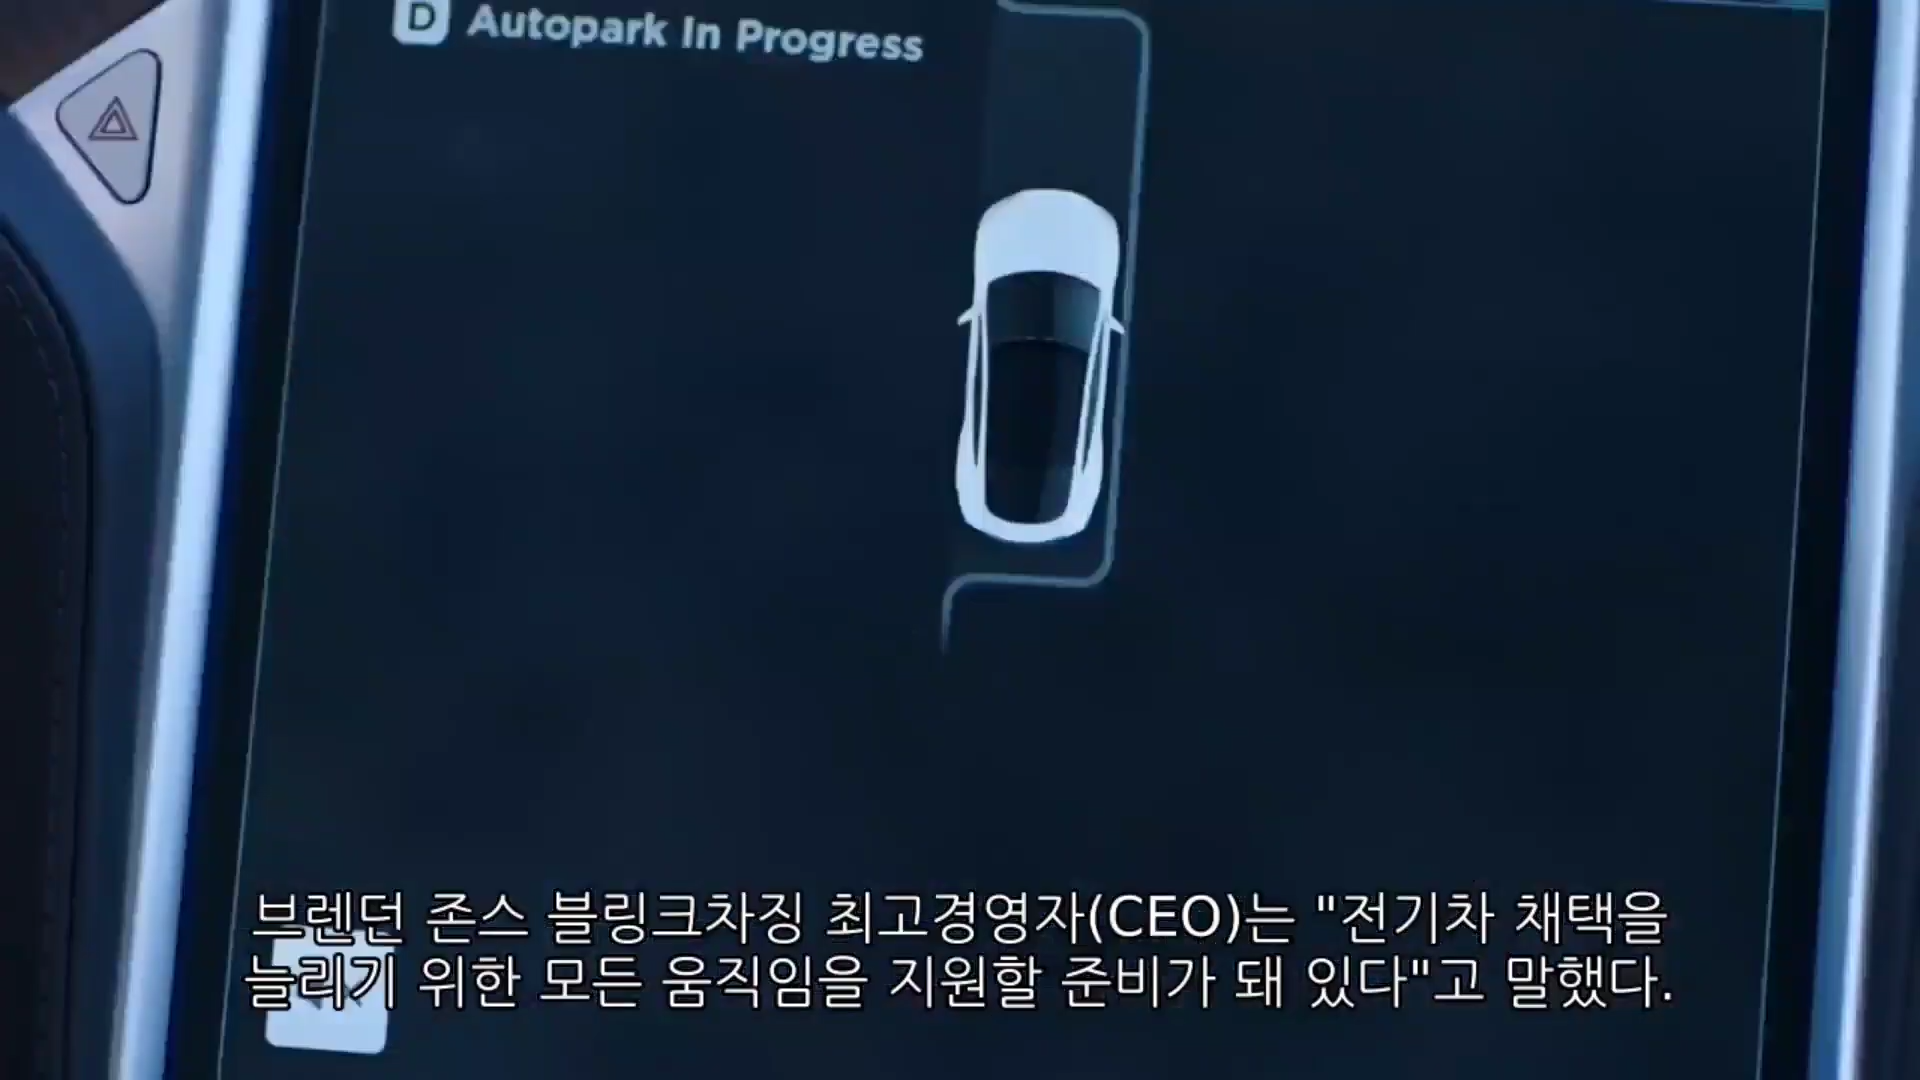 D Autopark In Progress
브렌던 존스 블링크차징 최고경영자(CEO)는 "전기차 채택을
늘리기 위한 모든 움직임을 지원할 준비가 돼 있다"고 말했다.